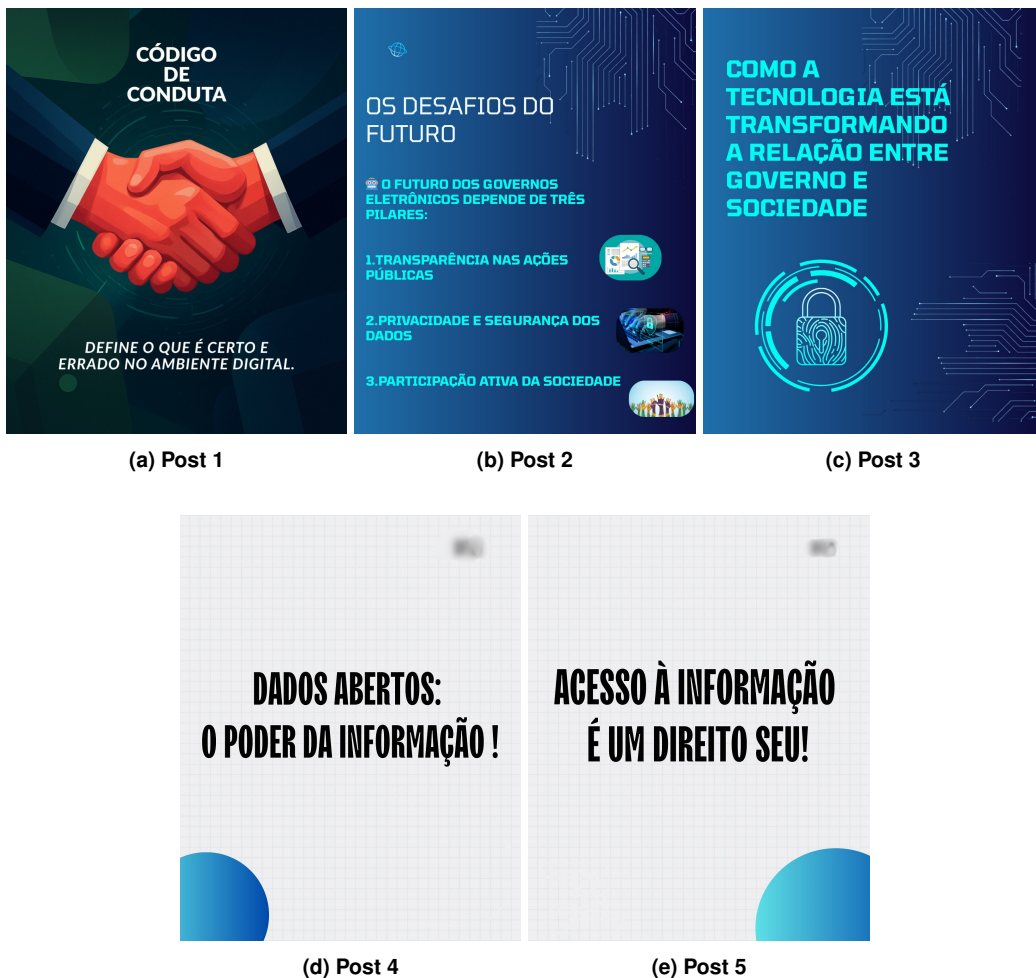 CÓDIGO
DE
CONDUTA
DEFINE O QUE É CERTO E
ERRADO NO AMBIENTE DIGITAL.
(a) Post 1
OS DESAFIOS DO
FUTURO
O FUTURO DOS GOVERNOS
ELETRÔNICOS DEPENDE DE TRÊS
PILARES:
1.TRANSPARÊNCIA NAS AÇÕES
PÚBLICAS
2.PRIVACIDADE E SEGURANÇA DOS
DADOS
3.PARTICIPAÇÃO ATIVA DA SOCIEDADE
(b) Post 2
COMO A
TECNOLOGIA ESTÁ
TRANSFORMANDO
A RELAÇÃO ENTRE
GOVERNO E
SOCIEDADE
(c) Post 3
DADOS ABERTOS:
O PODER DA INFORMAÇÃO !
(d) Post 4
ACESSO À INFORMAÇÃO
É UM DIREITO SEU!
(e) Post 5